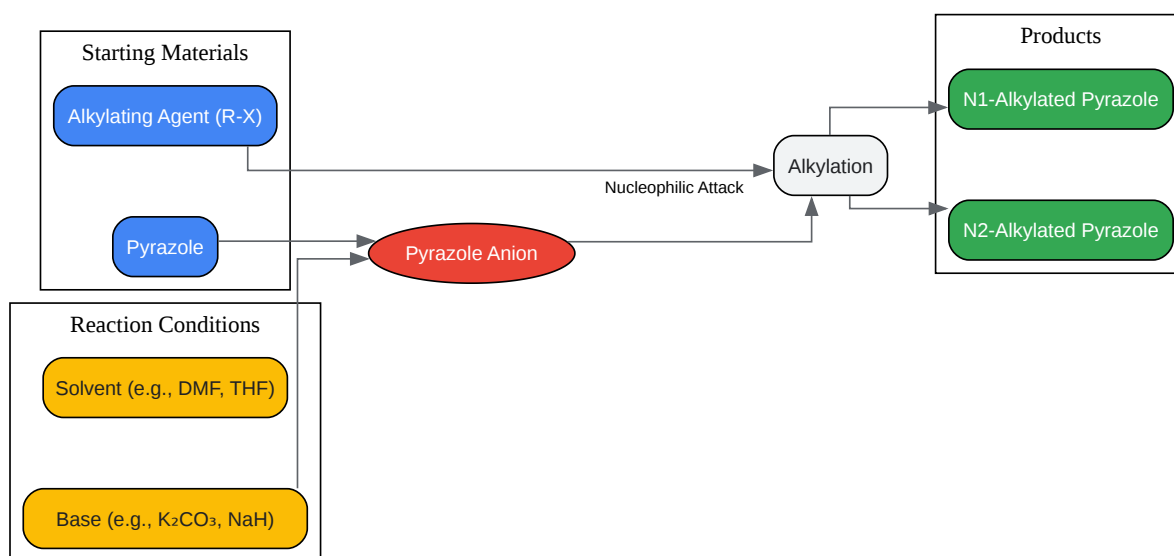 Starting Materials
Alkylating Agent (R-X)
Pyrazole
Reaction Conditions
Solvent (e.g., DMF, THF)
Base (e.g., K₂CO₃, NaH)
Pyrazole Anion
Nucleophilic Attack
Alkylation
Products
N1-Alkylated Pyrazole
N2-Alkylated Pyrazole